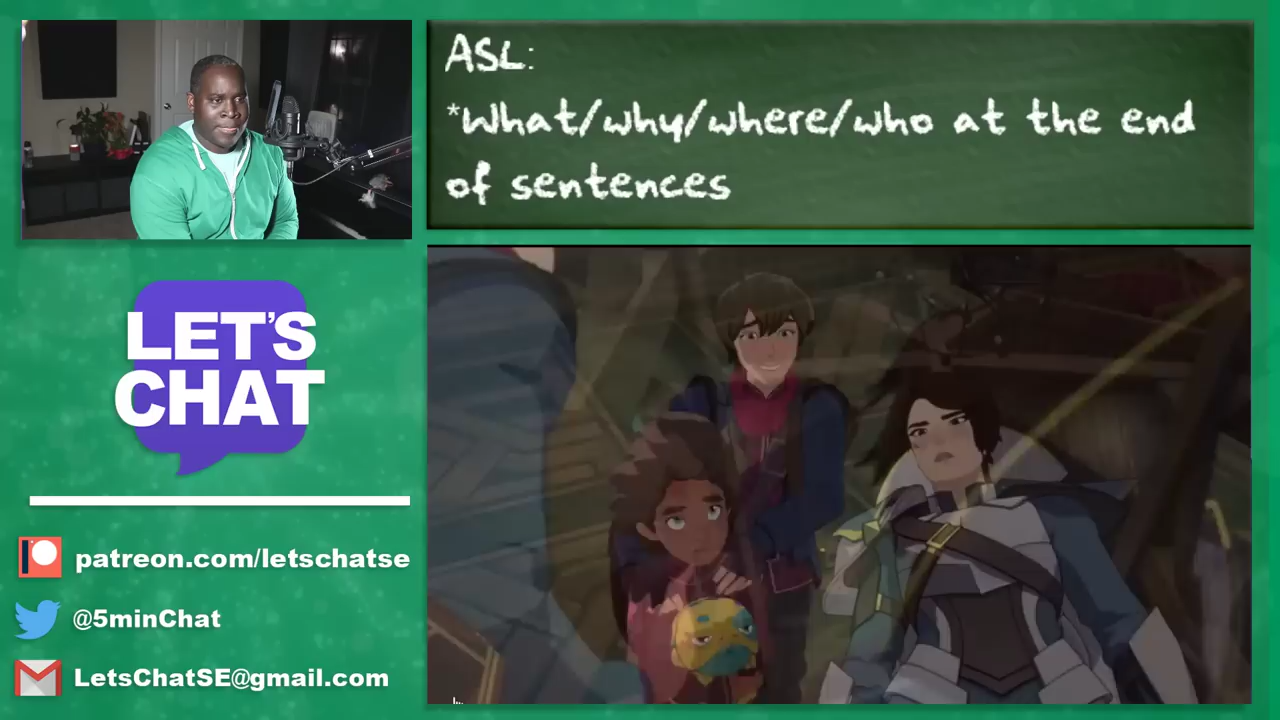 ASL:
*What/why/where/who at the end
of sentences
LET'S
CHAT
patreon.com/letschatse
@5minChat
LetsChatSE@gmail.com